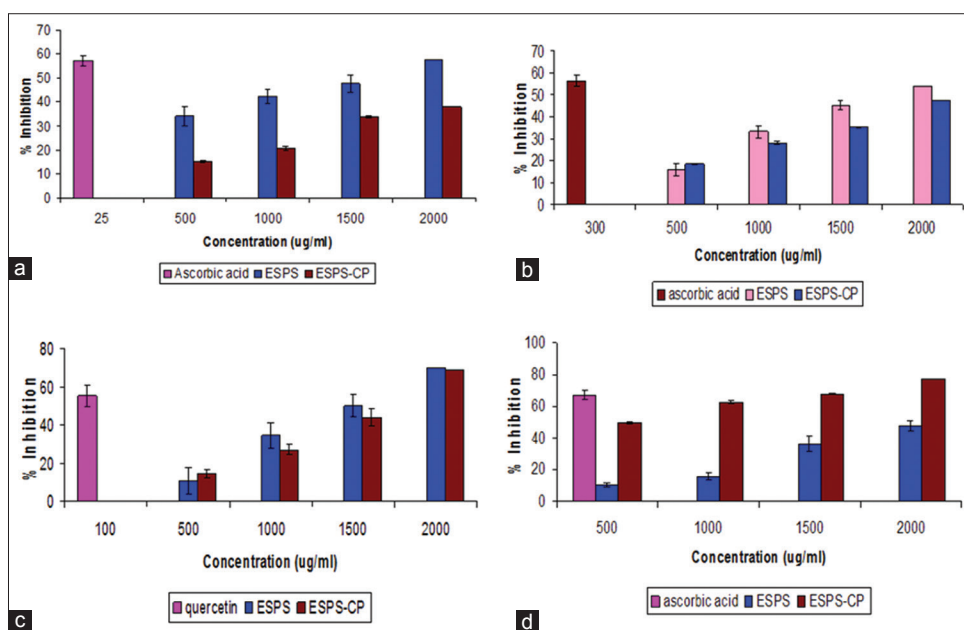 70
60
50
40
30
20
10
0
% Inhibition
25 500 1000 1500 2000
Concentration (ug/ml)
Ascorbic acid ESPS ESPS-CP
a
70
60
50
40
30
20
10
0
% Inhibition
300 500 1000 1500 2000
Concentration (ug/ml)
ascorbic acid ESPS ESPS-CP
b
80
60
40
20
0
% Inhibition
100 500 1000 1500 2000
Concentration (ug/ml)
quercetin ESPS ESPS-CP
c
100
80
60
40
20
0
% Inhibition
500 1000 1500 2000
Concentration (ug/ml)
ascorbic acid ESPS ESPS-CP
d